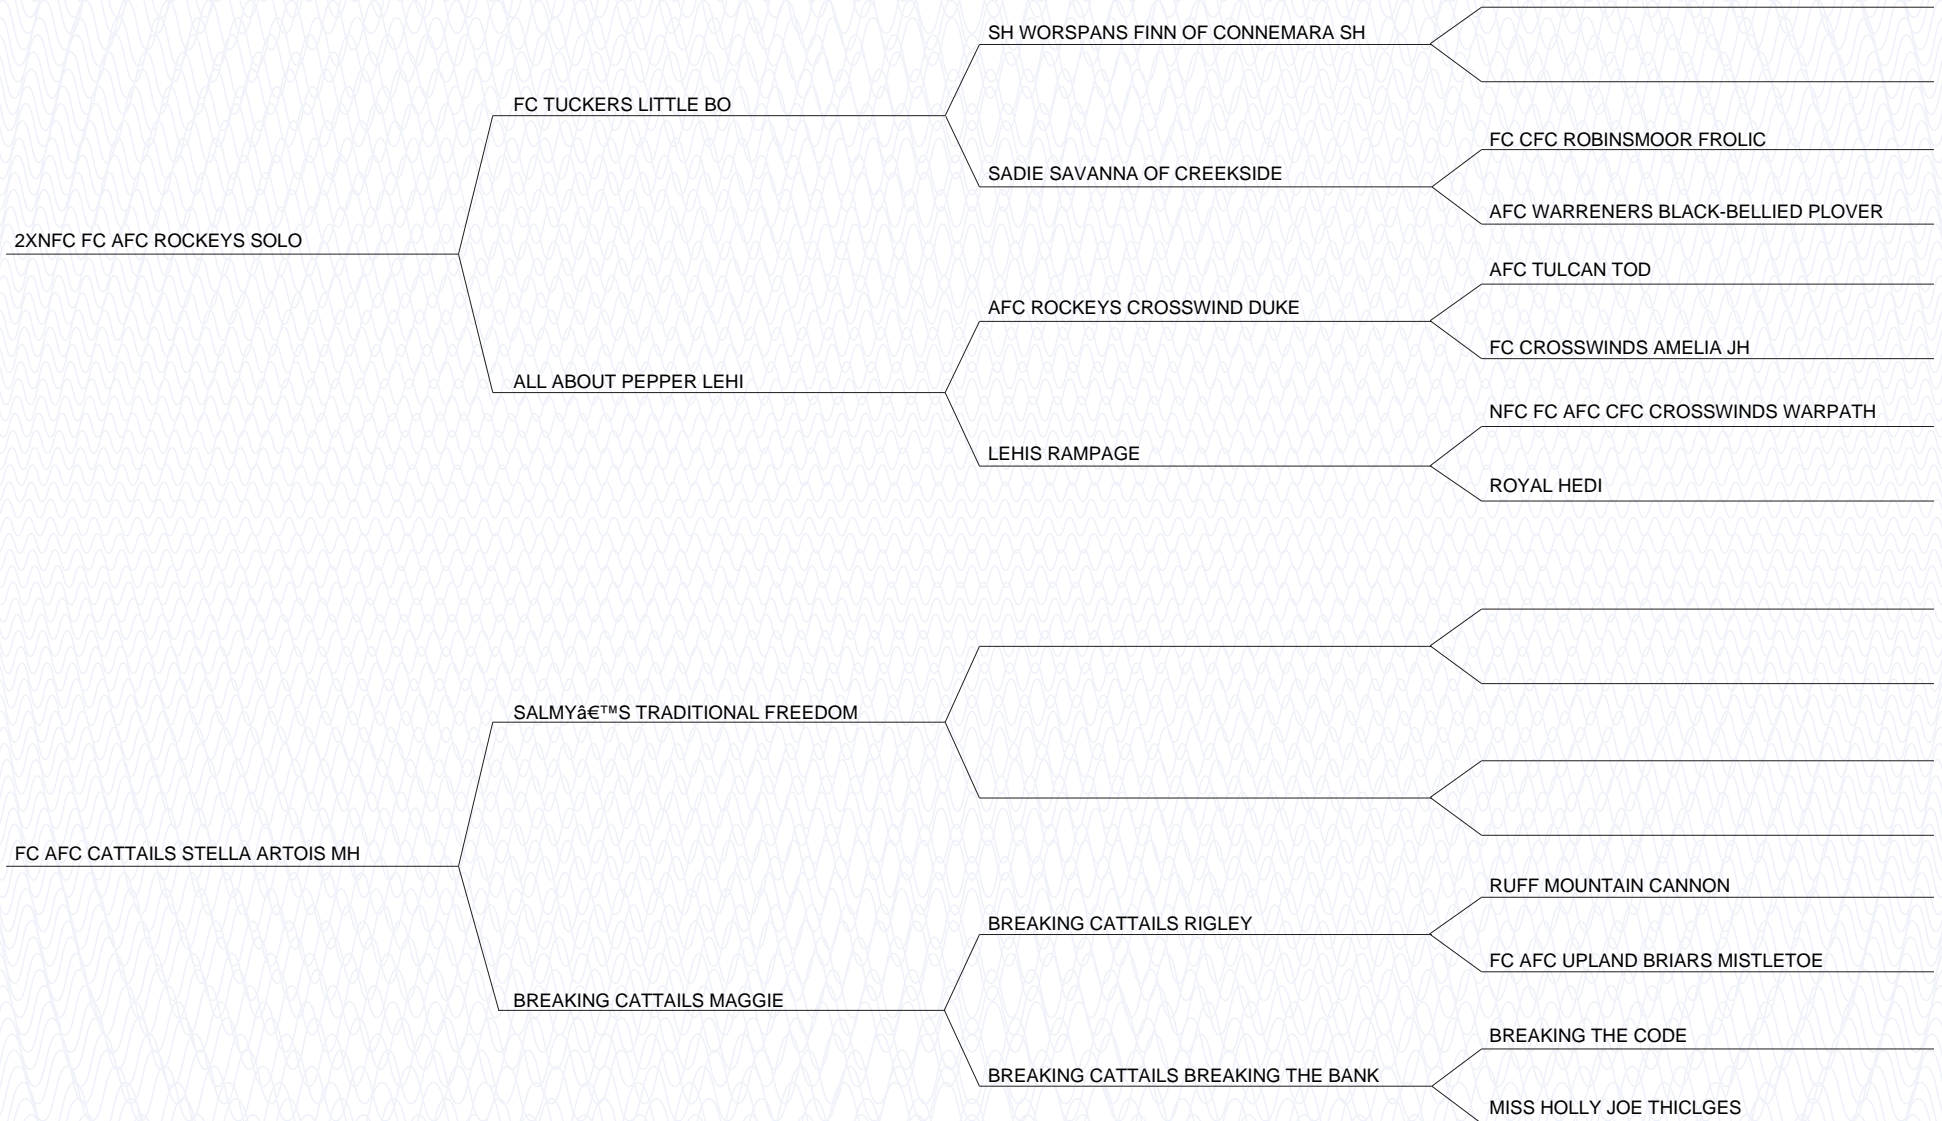 SH WORSPANS FINN OF CONNEMARA SH
FC TUCKERS LITTLE BO
FC CFC ROBINSMOOR FROLIC
SADIE SAVANNA OF CREEKSIDE
AFC WARRENERS BLACK-BELLIED PLOVER
2XNFC FC AFC ROCKEYS SOLO
AFC TULCAN TOD
AFC ROCKEYS CROSSWIND DUKE
FC CROSSWINDS AMELIA JH
ALL ABOUT PEPPER LEHI
NFC FC AFC CFC CROSSWINDS WARPATH
LEHIS RAMPAGE
ROYAL HEDI
SALMY’S TRADITIONAL FREEDOM
FC AFC CATTAILS STELLA ARTOIS MH
RUFF MOUNTAIN CANNON
BREAKING CATTAILS RIGLEY
FC AFC UPLAND BRIARS MISTLETOE
BREAKING CATTAILS MAGGIE
BREAKING THE CODE
BREAKING CATTAILS BREAKING THE BANK
MISS HOLLY JOE THICLGES